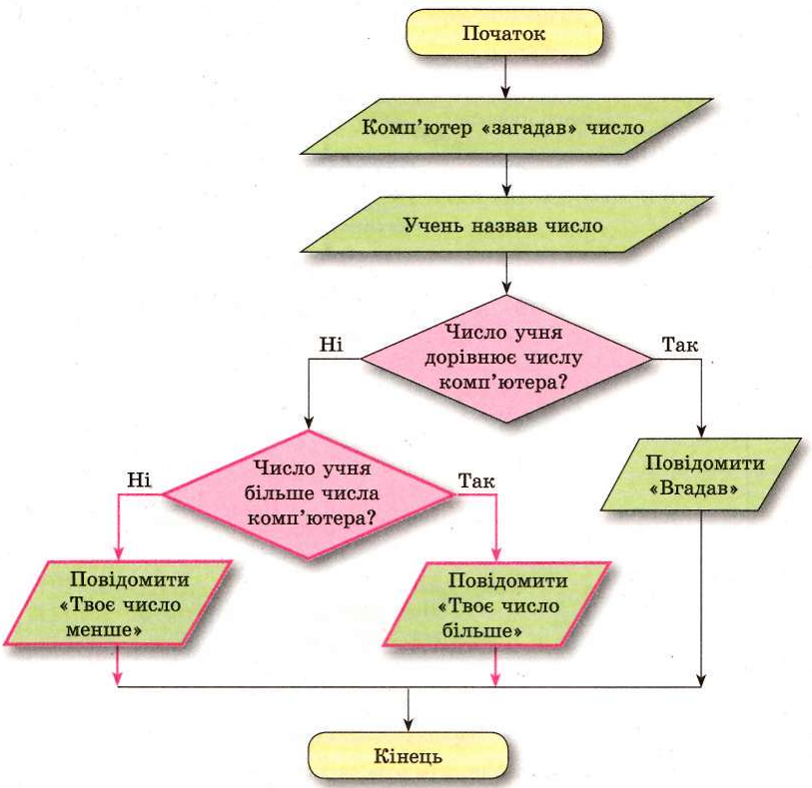 Початок
Комп’ютер «загадав» число
Учень назвав число
Число учня
дорівнює числу
комп’ютера?
Ні
Так
Число учня
більше числа
комп’ютера?
Ні
Так
Повідомити
«Вгадав»
Повідомити
«Твоє число
менше»
Повідомити
«Твоє число
більше»
Кінець